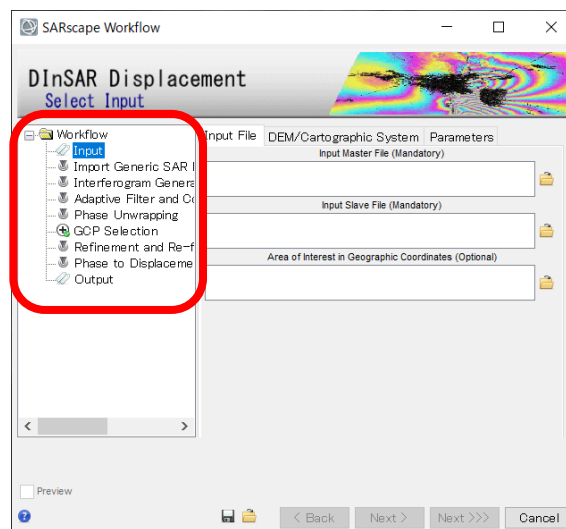 SARscape Workflow
DInSAR Displacement
Select Input
Workflow
Input
Import Generic SAR
Interferogram Genera
Adaptive Filter and Co
Phase Unwrapping
GCP Selection
Refinement and Re-f
Phase to Displaceme
Output
Input File DEM/Cartographic System Parameters
Input Master File (Mandatory)
Input Slave File (Mandatory)
Area of Interest in Geographic Coordinates (Optional)
Preview
< Back Next > Next >>> Cancel